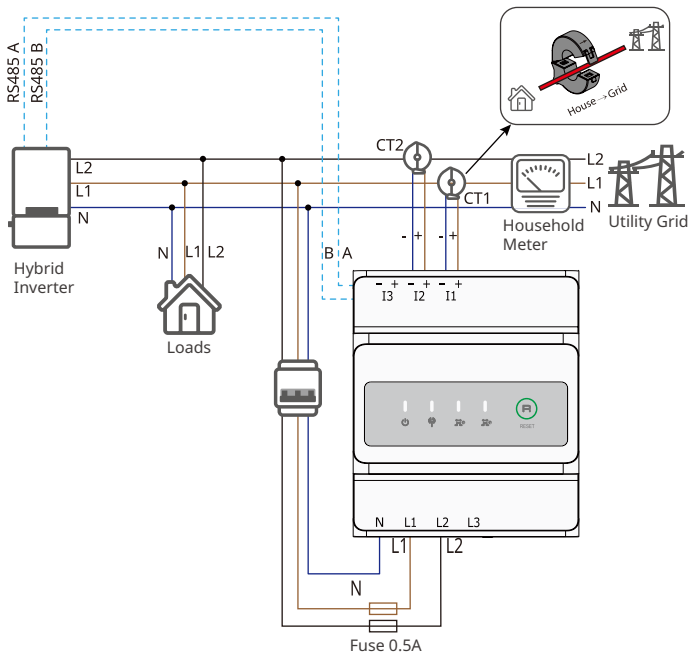 RS485 A
RS485 B
House→Grid
CT2
L2
L2
L1
L1
CT1
N
N
Household
Meter
Utility Grid
- +
- +
N
L1
L2
B
A
Hybrid
Inverter
- +
- +
- +
I3
I2
I1
Loads
R
RESET
N
L1
L2
L3
L1
L2
N
Fuse 0.5A